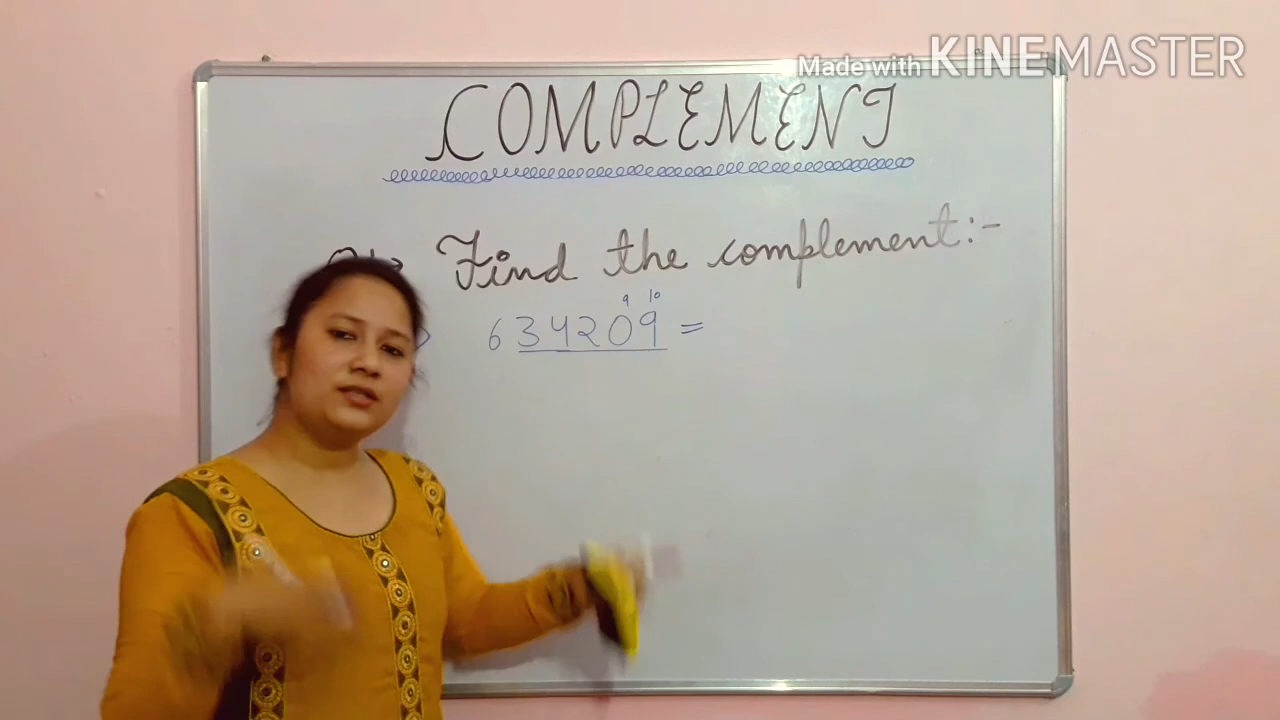 Made with KINEMASTER
COMPLEMENT
Find the complement:-
9 10
634209 =